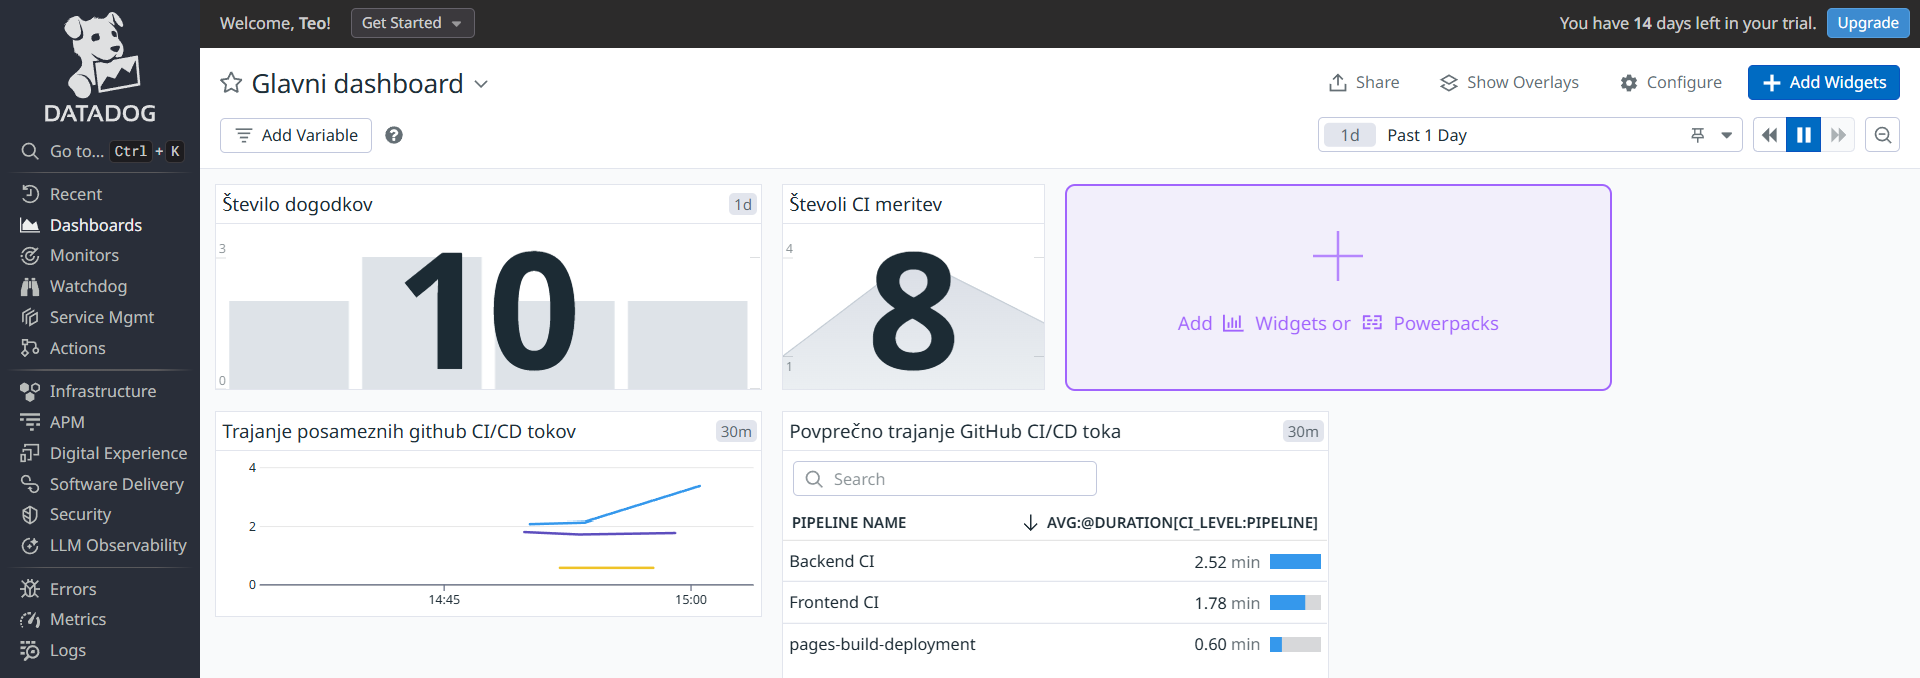 DATADOG
Go to... Ctrl + K
Recent
Dashboards
Monitors
Watchdog
Service Mgmt
Actions
Infrastructure
APM
Digital Experience
Software Delivery
Security
LLM Observability
Errors
Metrics
Logs
Welcome, Teo! Get Started
You have 14 days left in your trial. Upgrade
Glavni dashboard
Share Show Overlays Configure Add Widgets
Add Variable ?
1d Past 1 Day
Število dogodkov 1d
3
10
0
Števoli CI meritev
4
8
1
Add Widgets or Powerpacks
Trajanje posameznih github CI/CD tokov 30m
4
2
0
14:45 15:00
Povprečno trajanje GitHub CI/CD toka 30m
Search
PIPELINE NAME AVG:@DURATION[CI_LEVEL:PIPELINE]
Backend CI 2.52 min
Frontend CI 1.78 min
pages-build-deployment 0.60 min